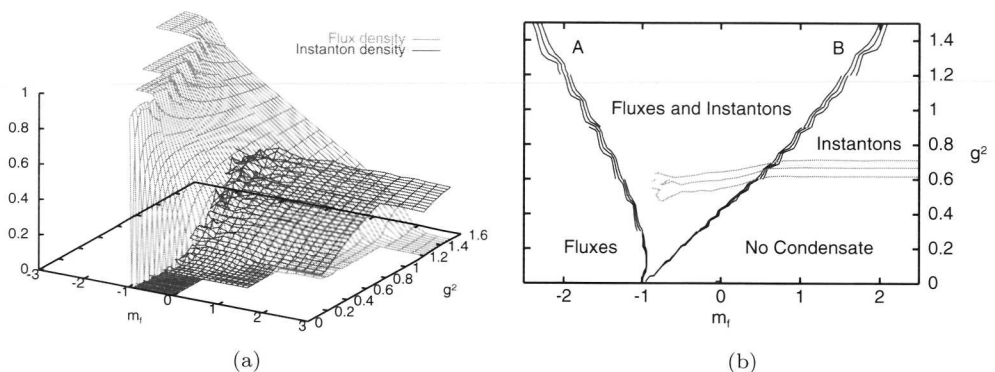 Flux density
Instanton density
1
0.8
0.6
0.4
0.2
0
-3
-2
-1
0
1
2
3
m_f
0
0.2
0.4
0.6
0.8
1
1.2
1.4
1.6
g²
(a)
A
B
Fluxes and Instantons
Instantons
Fluxes
No Condensate
1.4
1.2
1
0.8
0.6
0.4
0.2
0
g²
-2
-1
0
1
2
m_f
(b)